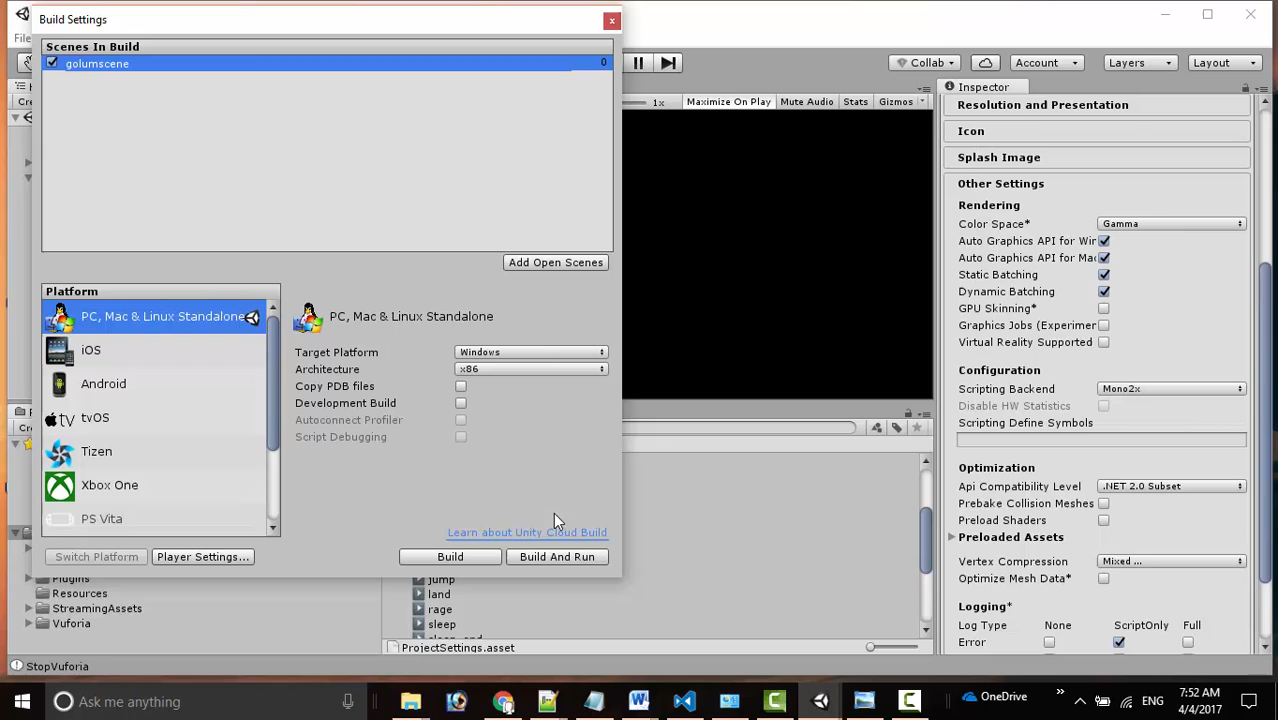 Build Settings
x
Scenes In Build
golumscene 0
Add Open Scenes
Platform
PC, Mac & Linux Standalone
iOS
Android
tvOS
Tizen
Xbox One
PS Vita
PC, Mac & Linux Standalone
Target Platform Windows
Architecture x86
Copy PDB files
Development Build
Autoconnect Profiler
Script Debugging
Learn about Unity Cloud Build
Switch Platform Player Settings... Build Build And Run
File
Collab Account Layers Layout
1x Maximize On Play Mute Audio Stats Gizmos
Cre
Cre
Inspector
Resolution and Presentation
Icon
Splash Image
Other Settings
Rendering
Color Space* Gamma
Auto Graphics API for Wir
Auto Graphics API for Mac
Static Batching
Dynamic Batching
GPU Skinning*
Graphics Jobs (Experimer
Virtual Reality Supported
Configuration
Scripting Backend Mono2x
Disable HW Statistics
Scripting Define Symbols
Optimization
Api Compatibility Level .NET 2.0 Subset
Prebake Collision Meshes
Preload Shaders
Preloaded Assets
Vertex Compression Mixed ...
Optimize Mesh Data*
Logging*
Log Type None ScriptOnly Full
Error
Plugins
Resources
StreamingAssets
Vuforia
jump
land
rage
sleep
ProjectSettings.asset
StopVuforia
Ask me anything
OneDrive
ENG
7:52 AM
4/4/2017